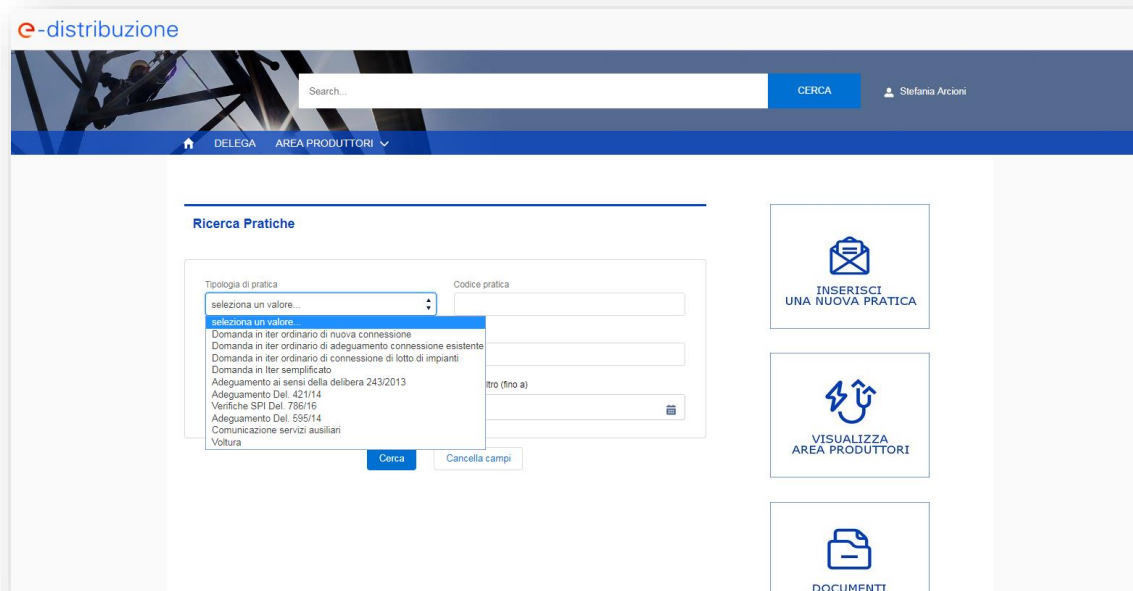 e-distribuzione
Search...
CERCA
Stefania Arcioni
DELEGA
AREA PRODUTTORI
Ricerca Pratiche
Tipologia di pratica
Codice pratica
seleziona un valore...
seleziona un valore...
Domanda in iter ordinario di nuova connessione
Domanda in iter ordinario di adeguamento connessione esistente
Domanda in iter ordinario di connessione di lotto di impianti
Domanda in Iter semplificato
Adeguamento ai sensi della delibera 243/2013
Adeguamento Del. 421/14
Verifiche SPI Del. 786/16
Adeguamento Del. 595/14
Comunicazione servizi ausiliari
Voltura
(fino a)
Cerca
Cancella campi
INSERISCI
UNA NUOVA PRATICA
VISUALIZZA
AREA PRODUTTORI
DOCUMENTI